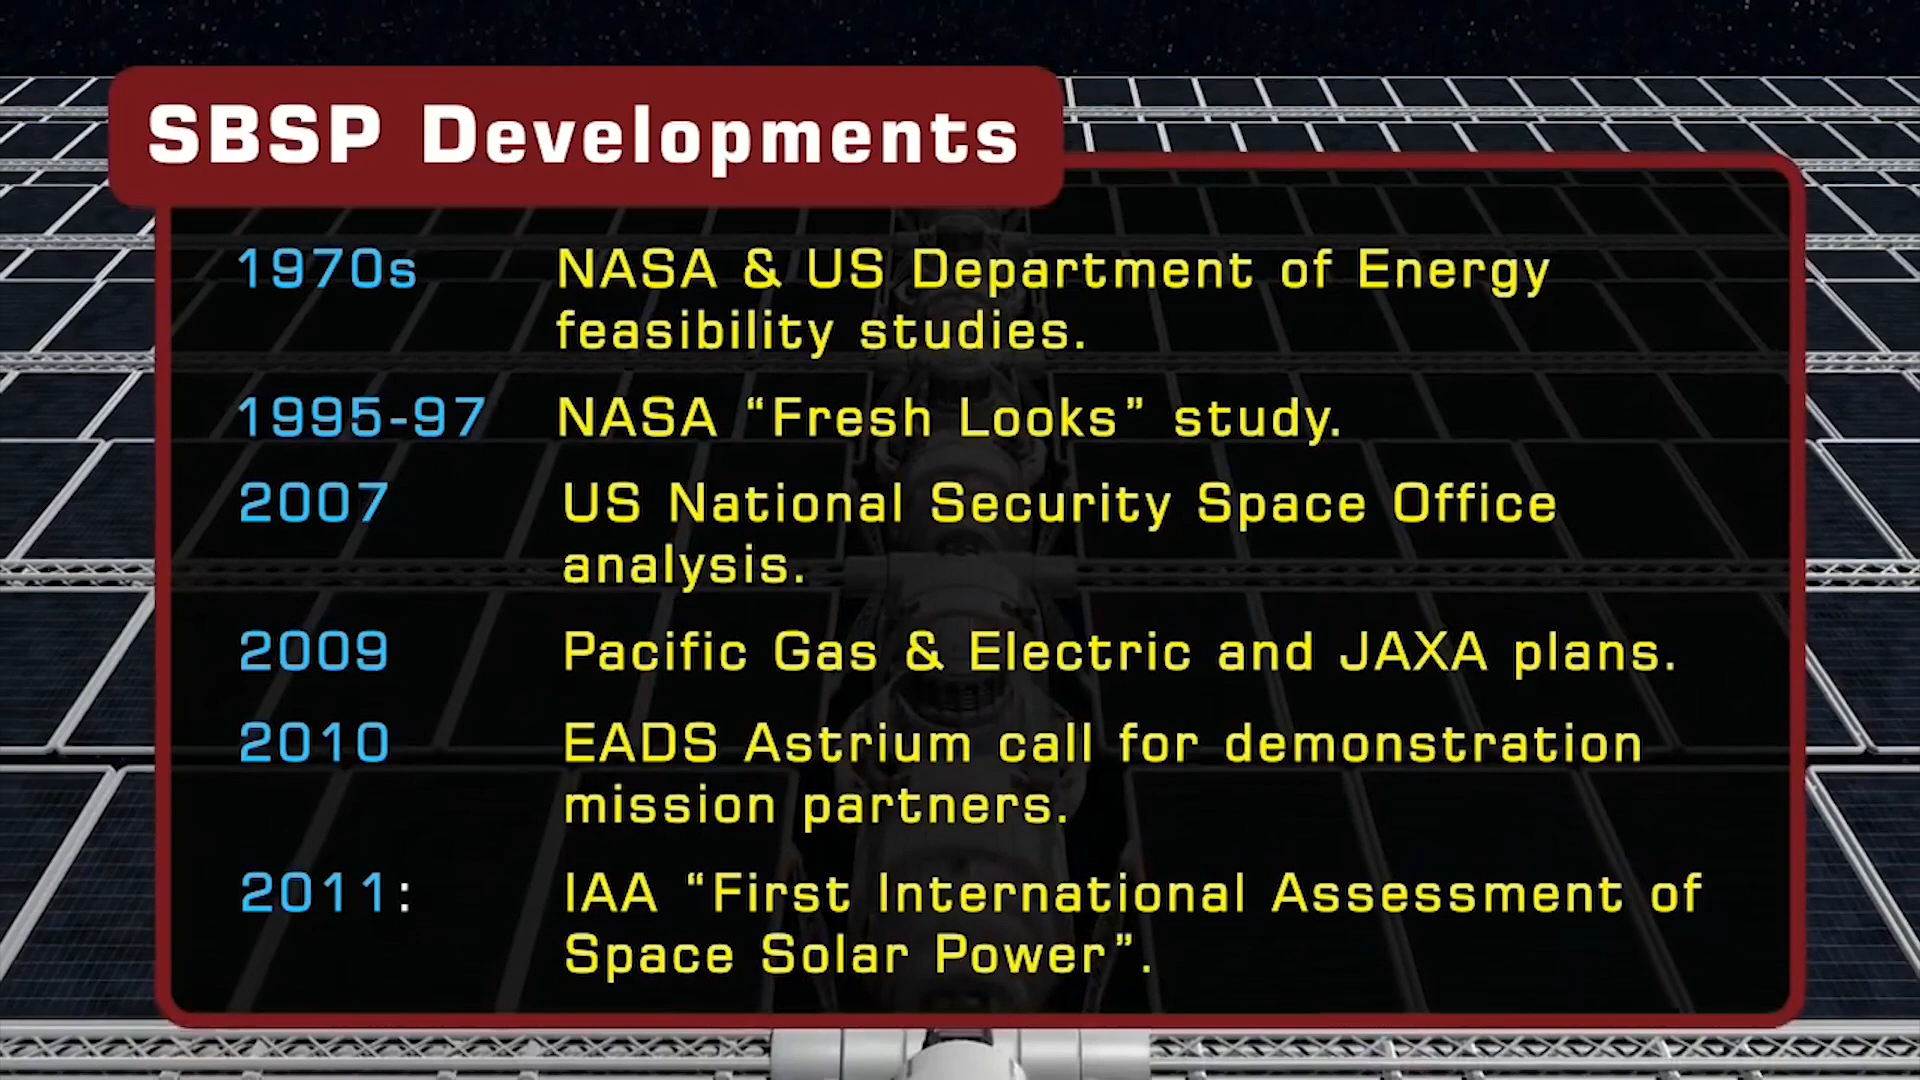 SBSP Developments
1970s NASA & US Department of Energy
feasibility studies.
1995-97 NASA “Fresh Looks” study.
2007 US National Security Space Office
analysis.
2009 Pacific Gas & Electric and JAXA plans.
2010 EADS Astrium call for demonstration
mission partners.
2011: IAA “First International Assessment of
Space Solar Power”.